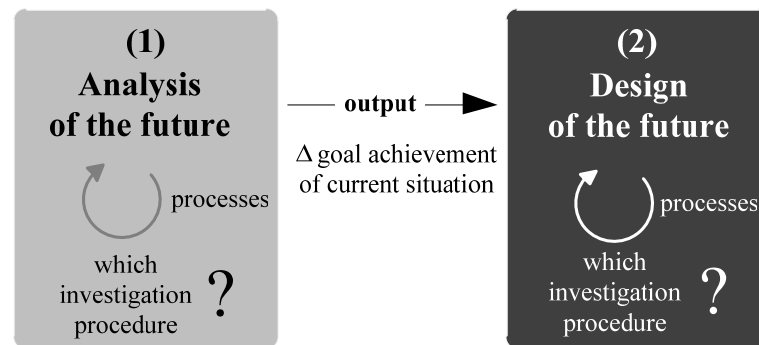 (1)
Analysis
of the future
processes
which
investigation
procedure
?
output
Δ goal achievement
of current situation
(2)
Design
of the future
processes
which
investigation
procedure
?